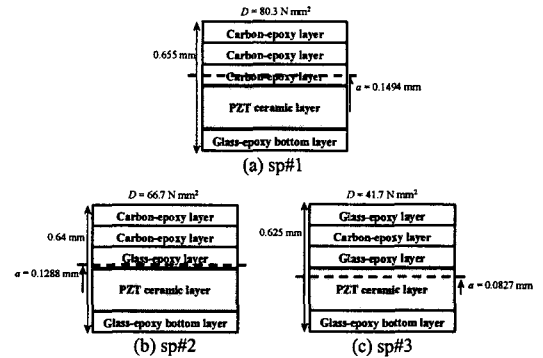 D = 80.3 N mm²
Carbon-epoxy layer
0.655 mm
Carbon-epoxy layer
Carbon-epoxy layer
a = 0.1494 mm
PZT ceramic layer
Glass-epoxy bottom layer
(a) sp#1
D = 66.7 N mm²
Carbon-epoxy layer
0.64 mm
Carbon-epoxy layer
Glass-epoxy layer
a = 0.1288 mm
PZT ceramic layer
Glass-epoxy bottom layer
(b) sp#2
D = 41.7 N mm²
Glass-epoxy layer
0.625 mm
Carbon-epoxy layer
Glass-epoxy layer
PZT ceramic layer
a = 0.0827 mm
Glass-epoxy bottom layer
(c) sp#3